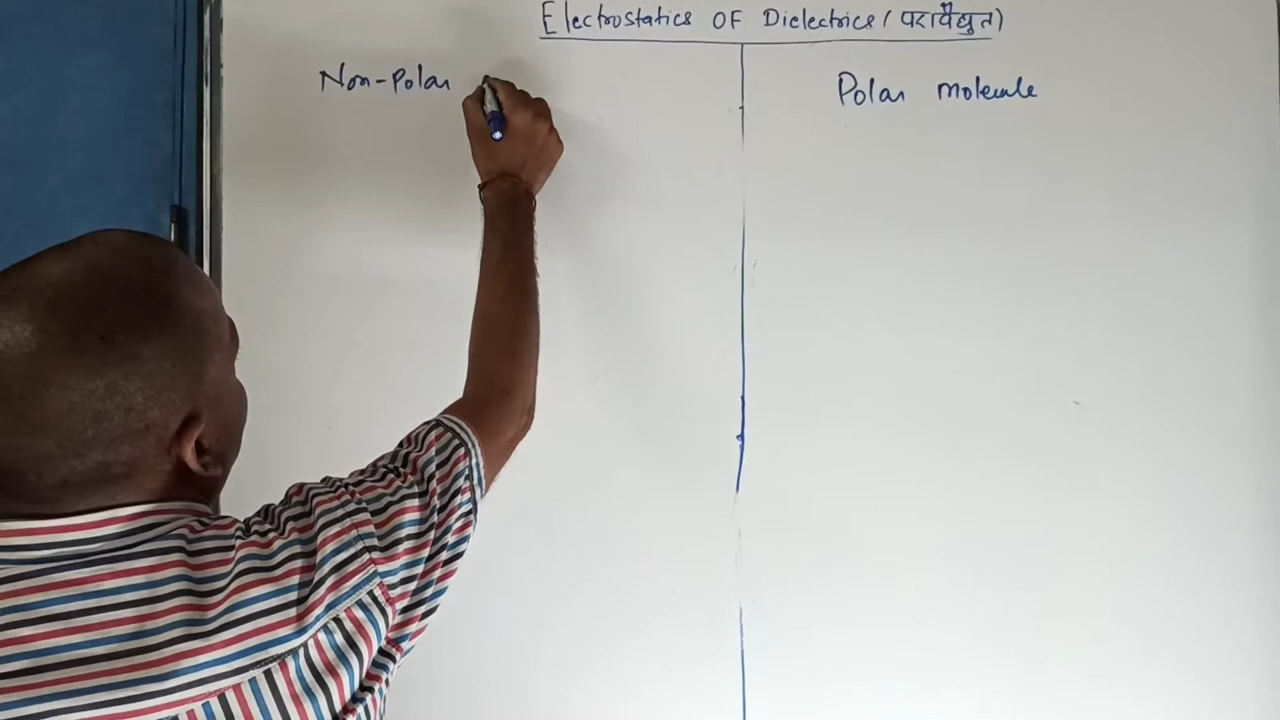 Electrostatics OF Dielectrics (परावैद्युत)
Non-Polar
Polar molecule